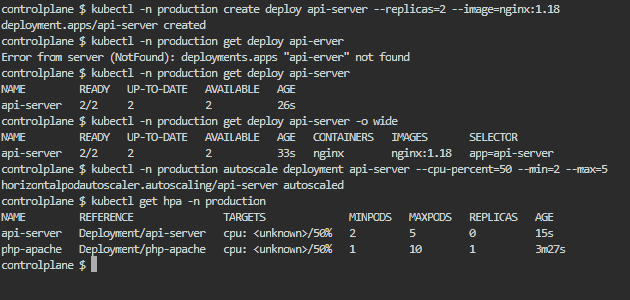 controlplane $ kubectl -n production create deploy api-server --replicas=2 --image=nginx:1.18
deployment.apps/api-server created
controlplane $ kubectl -n production get deploy api-erver
Error from server (NotFound): deployments.apps "api-erver" not found
controlplane $ kubectl -n production get deploy api-server
NAME         READY   UP-TO-DATE   AVAILABLE   AGE
api-server   2/2     2            2           26s
controlplane $ kubectl -n production get deploy api-server -o wide
NAME         READY   UP-TO-DATE   AVAILABLE   AGE   CONTAINERS   IMAGES       SELECTOR
api-server   2/2     2            2           33s   nginx        nginx:1.18   app=api-server
controlplane $ kubectl -n production autoscale deployment api-server --cpu-percent=50 --min=2 --max=5
horizontalpodautoscaler.autoscaling/api-server autoscaled
controlplane $ kubectl get hpa -n production
NAME         REFERENCE               TARGETS              MINPODS   MAXPODS   REPLICAS   AGE
api-server   Deployment/api-server   cpu: <unknown>/50%   2         5         0          15s
php-apache   Deployment/php-apache   cpu: <unknown>/50%   1         10        1          3m27s
controlplane $